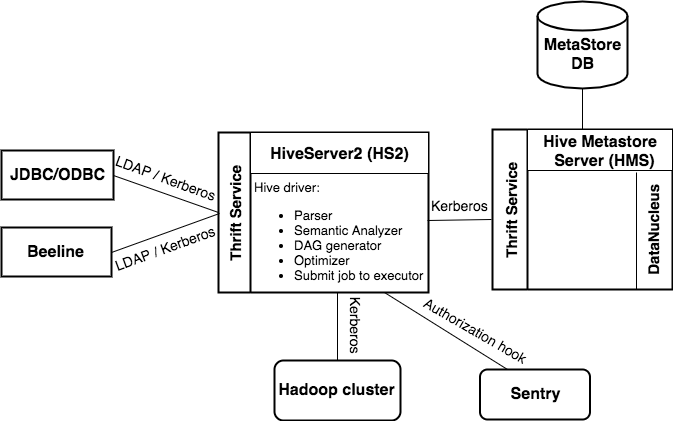 MetaStore
DB
HiveServer2 (HS2)
Hive Metastore
Server (HMS)
JDBC/ODBC
LDAP / Kerberos
Thrift Service
Hive driver:
• Parser
• Semantic Analyzer
• DAG generator
• Optimizer
• Submit job to executor
Kerberos
Thrift Service
DataNucleus
Beeline
LDAP / Kerberos
Kerberos
Authorization hook
Hadoop cluster
Sentry